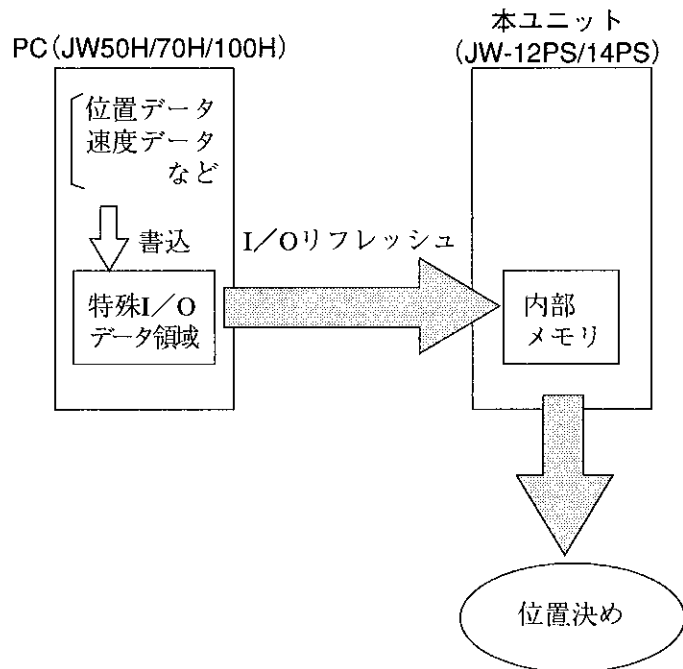 PC(JW50H/70H/100H)
本ユニット
(JW-12PS/14PS)
位置データ
速度データ
など
書込
I/Oリフレッシュ
特殊I/O
データ領域
内部
メモリ
位置決め